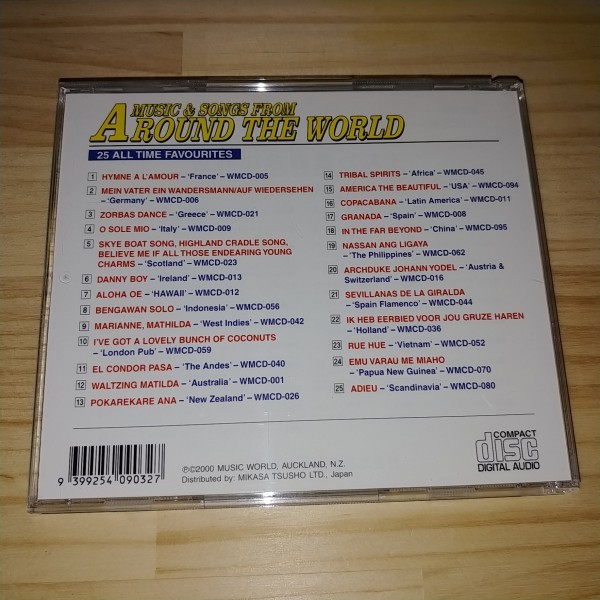 MUSIC & SONGS FROM
AROUND THE WORLD
25 ALL TIME FAVOURITES
1 HYMNE A L'AMOUR – 'France' – WMCD-005
2 MEIN VATER EIN WANDERSMANN/AUF WIEDERSEHEN
– 'Germany' – WMCD-006
3 ZORBAS DANCE – 'Greece' – WMCD-021
4 O SOLE MIO – 'Italy' – WMCD-009
5 SKYE BOAT SONG, HIGHLAND CRADLE SONG,
BELIEVE ME IF ALL THOSE ENDEARING YOUNG
CHARMS – 'Scotland' – WMCD-023
6 DANNY BOY – 'Ireland' – WMCD-013
7 ALOHA OE – 'HAWAII' – WMCD-012
8 BENGAWAN SOLO – 'Indonesia' – WMCD-056
9 MARIANNE, MATHILDA – 'West Indies' – WMCD-042
10 I'VE GOT A LOVELY BUNCH OF COCONUTS
– 'London Pub' – WMCD-059
11 EL CONDOR PASA – 'The Andes' – WMCD-040
12 WALTZING MATILDA – 'Australia' – WMCD-001
13 POKAREKARE ANA – 'New Zealand' – WMCD-026
14 TRIBAL SPIRITS – 'Africa' – WMCD-045
15 AMERICA THE BEAUTIFUL – 'USA' – WMCD-094
16 COPACABANA – 'Latin America' – WMCD-011
17 GRANADA – 'Spain' – WMCD-008
18 IN THE FAR BEYOND – 'China' – WMCD-095
19 NASSAN ANG LIGAYA
– 'The Philippines' – WMCD-062
20 ARCHDUKE JOHANN YODEL – 'Austria &
Switzerland' – WMCD-016
21 SEVILLANAS DE LA GIRALDA
– 'Spain Flamenco' – WMCD-044
22 IK HEB EERBIED VOOR JOU GRUZE HAREN
– 'Holland' – WMCD-036
23 RUE HUE – 'Vietnam' – WMCD-052
24 EMU VARAU ME MIAHO
– 'Papua New Guinea' – WMCD-070
25 ADIEU – 'Scandinavia' – WMCD-080
9 399254 090327
℗©2000 MUSIC WORLD, AUCKLAND, N.Z.
Distributed by: MIKASA TSUSHO LTD., Japan
COMPACT
disc
DIGITAL AUDIO